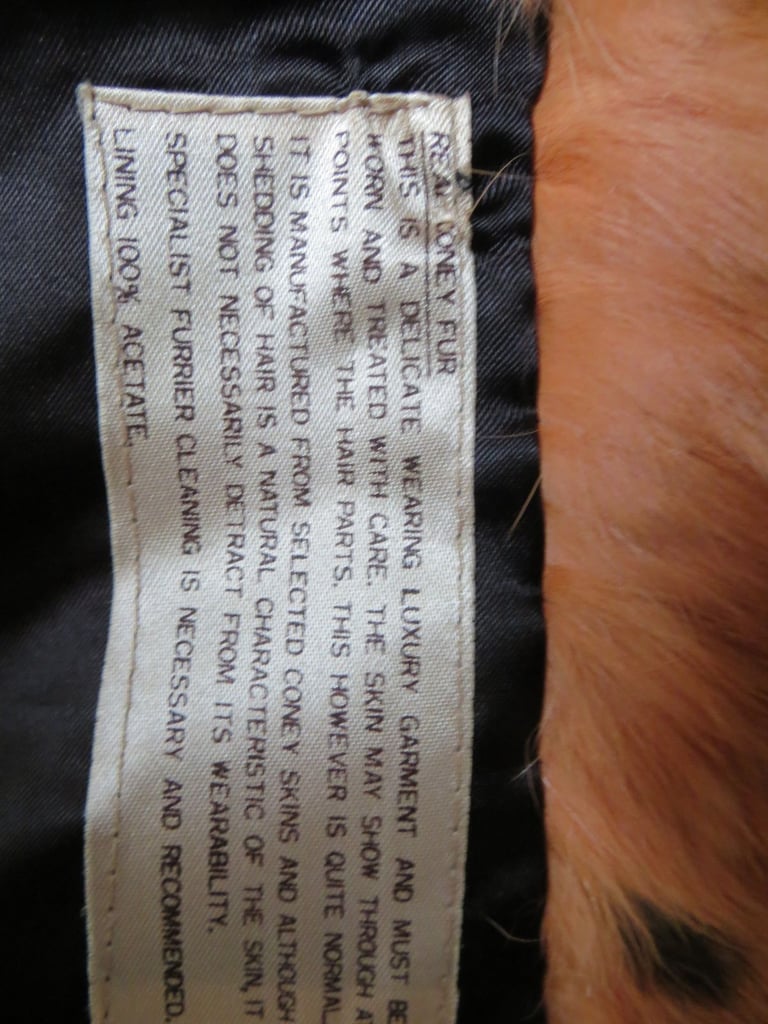 REAL CONEY FUR
THIS IS A DELICATE WEARING LUXURY GARMENT AND MUST BE
WORN AND TREATED WITH CARE. THE SKIN MAY SHOW THROUGH AT
POINTS WHERE THE HAIR PARTS. THIS HOWEVER IS QUITE NORMAL.
IT IS MANUFACTURED FROM SELECTED CONEY SKINS AND ALTHOUGH
SHEDDING OF HAIR IS A NATURAL CHARACTERISTIC OF THE SKIN, IT
DOES NOT NECESSARILY DETRACT FROM ITS WEARABILITY.
SPECIALIST FURRIER CLEANING IS NECESSARY AND RECOMMENDED.
LINING 100% ACETATE.